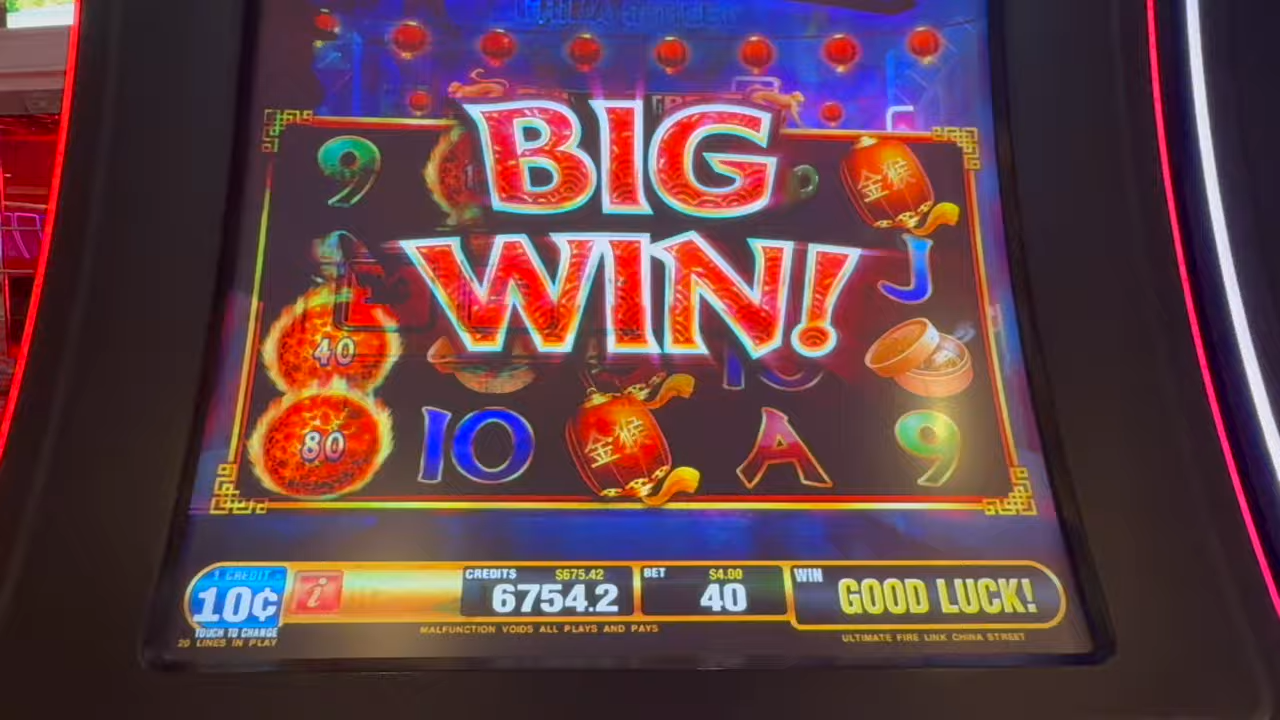 BIG
WIN!
9
金猴
J
40
80
10
10
金猴
A
9
1 CREDIT
10¢
TOUCH TO CHANGE
20 LINES IN PLAY
i
CREDITS $675.42
6754.2
BET $4.00
40
WIN
GOOD LUCK!
MALFUNCTION VOIDS ALL PLAYS AND PAYS
ULTIMATE FIRE LINK CHINA STREET